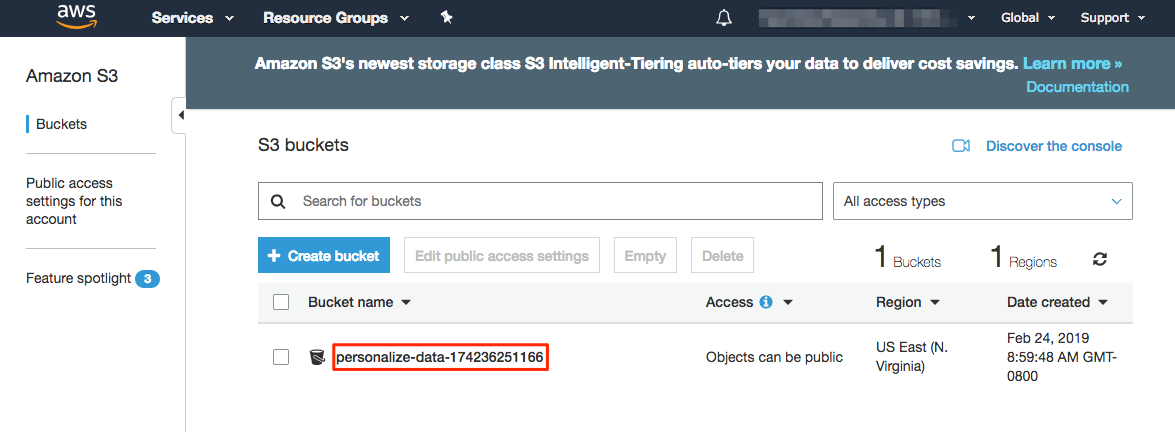 aws
Services
Resource Groups
Global
Support
Amazon S3
Buckets
Public access
settings for this
account
Feature spotlight 3
Amazon S3's newest storage class S3 Intelligent-Tiering auto-tiers your data to deliver cost savings. Learn more »
Documentation
S3 buckets
Discover the console
Search for buckets
All access types
+ Create bucket
Edit public access settings
Empty
Delete
1 Buckets
1 Regions
Bucket name
Access
Region
Date created
personalize-data-174236251166
Objects can be public
US East (N.
Virginia)
Feb 24, 2019
8:59:48 AM GMT-
0800